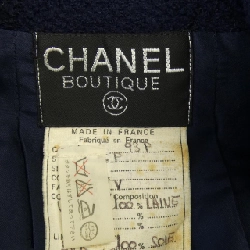 CHANEL
BOUTIQUE
MADE IN FRANCE
Fabriqué en France
P
V
Composition
100% LAINE
%
%
100% SOIE